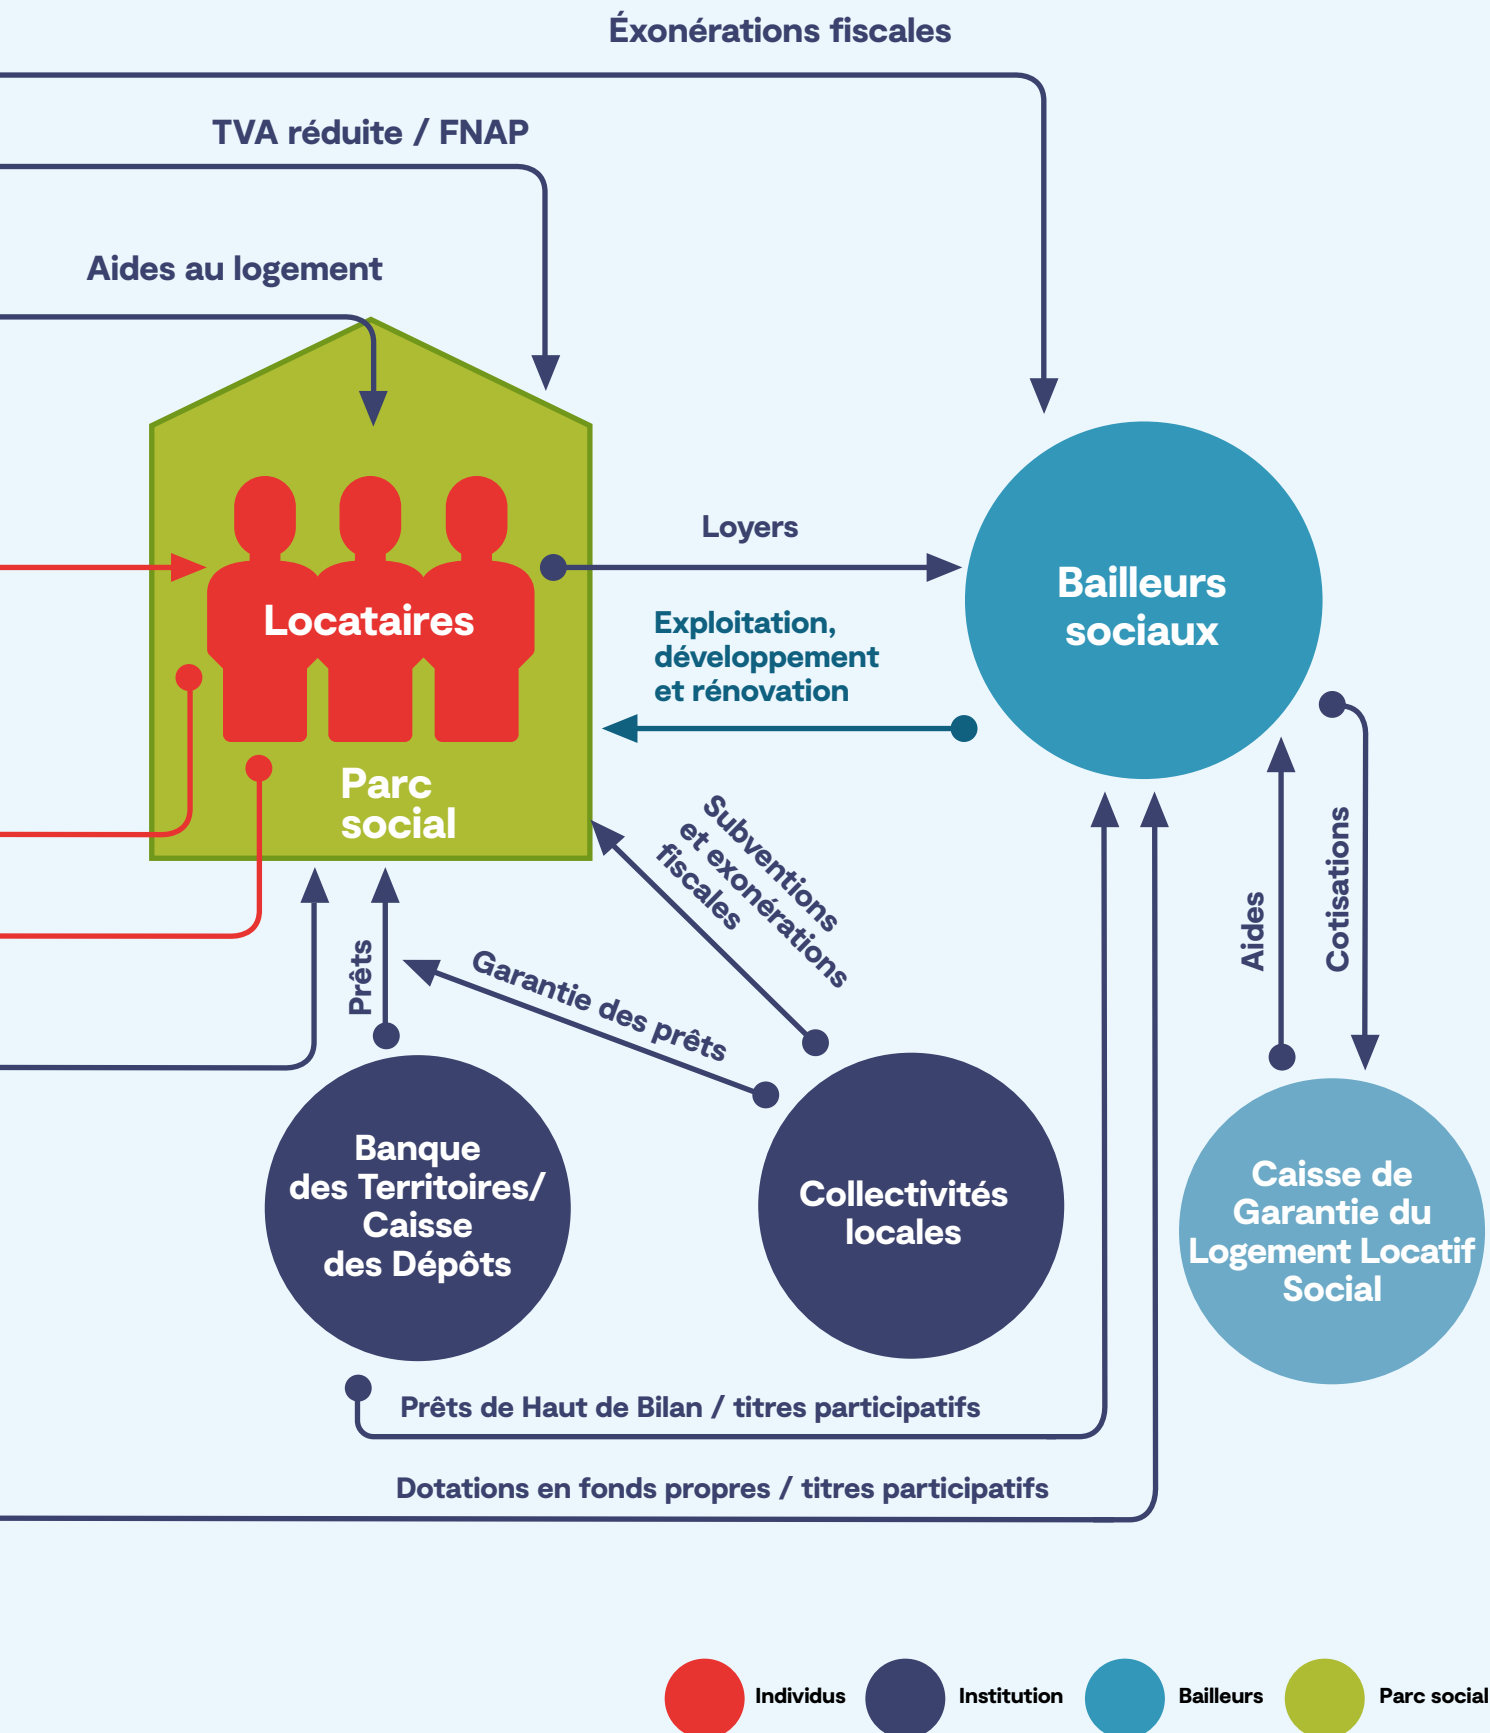 Éxonérations fiscales
TVA réduite / FNAP
Aides au logement
Loyers
Bailleurs
sociaux
Locataires
Exploitation,
développement
et rénovation
Parc
social
Subventions
et exonérations
fiscales
Aides
Cotisations
Prêts
Garantie des prêts
Banque
des Territoires/
Caisse
des Dépôts
Collectivités
locales
Caisse de
Garantie du
Logement Locatif
Social
Prêts de Haut de Bilan / titres participatifs
Dotations en fonds propres / titres participatifs
Individus
Institution
Bailleurs
Parc social